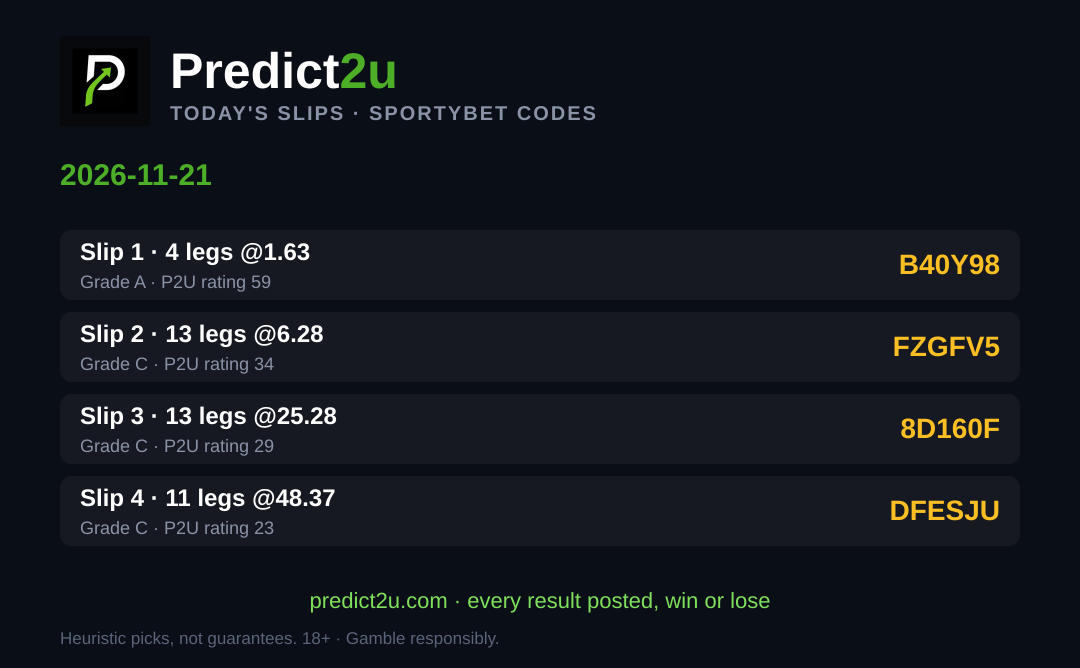 Predict2u
TODAY'S SLIPS · SPORTYBET CODES
2026-11-21
Slip 1 · 4 legs @1.63
Grade A · P2U rating 59
B40Y98
Slip 2 · 13 legs @6.28
Grade C · P2U rating 34
FZGFV5
Slip 3 · 13 legs @25.28
Grade C · P2U rating 29
8D160F
Slip 4 · 11 legs @48.37
Grade C · P2U rating 23
DFESJU
predict2u.com · every result posted, win or lose
Heuristic picks, not guarantees. 18+ · Gamble responsibly.